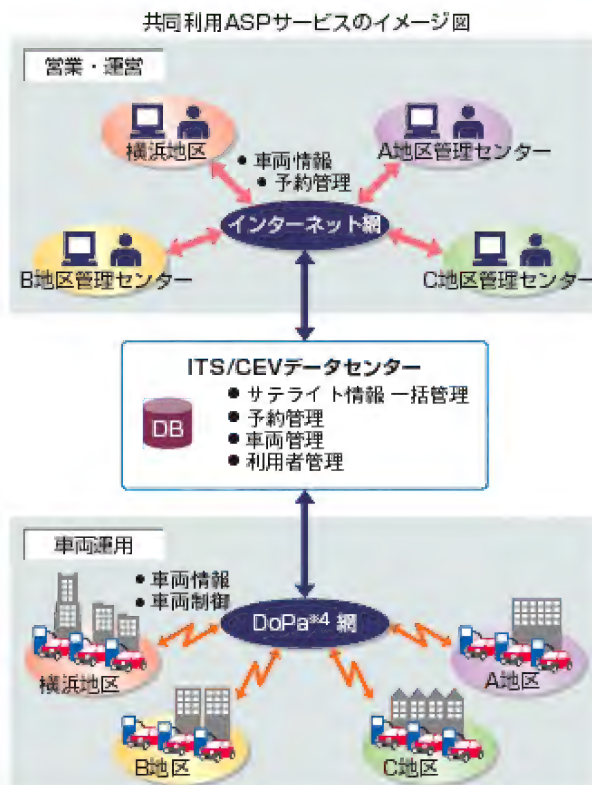 共同利用ASPサービスのイメージ図
営業・運営
横浜地区
A地区管理センター
● 車両情報
● 予約管理
インターネット網
B地区管理センター
C地区管理センター
ITS/CEVデータセンター
DB
● サテライト情報 一括管理
● 予約管理
● 車両管理
● 利用者管理
車両運用
● 車両情報
● 車両制御
DoPa※4 網
横浜地区
A地区
B地区
C地区